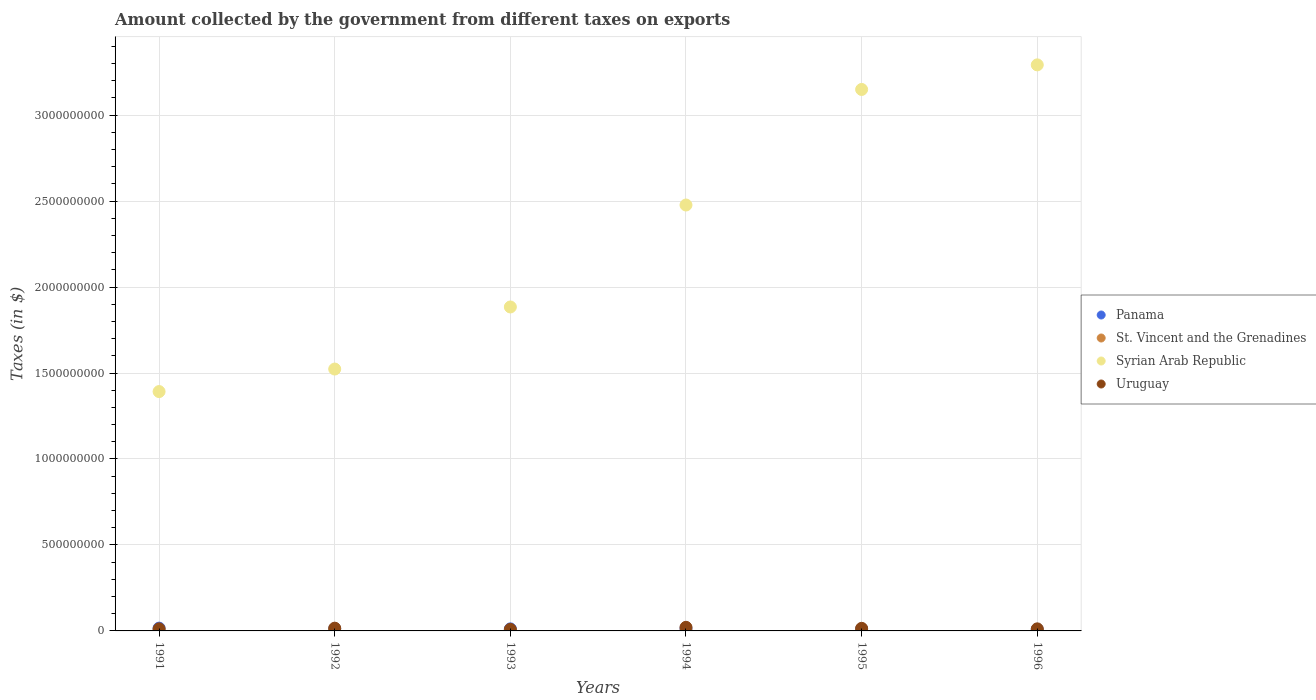 Amount collected by the government from different taxes on exports
Taxes (in $)
3000000000
2500000000
2000000000
1500000000
1000000000
500000000
0
1991
1992
1993
1994
1995
1996
Years
Panama
St. Vincent and the Grenadines
Syrian Arab Republic
Uruguay